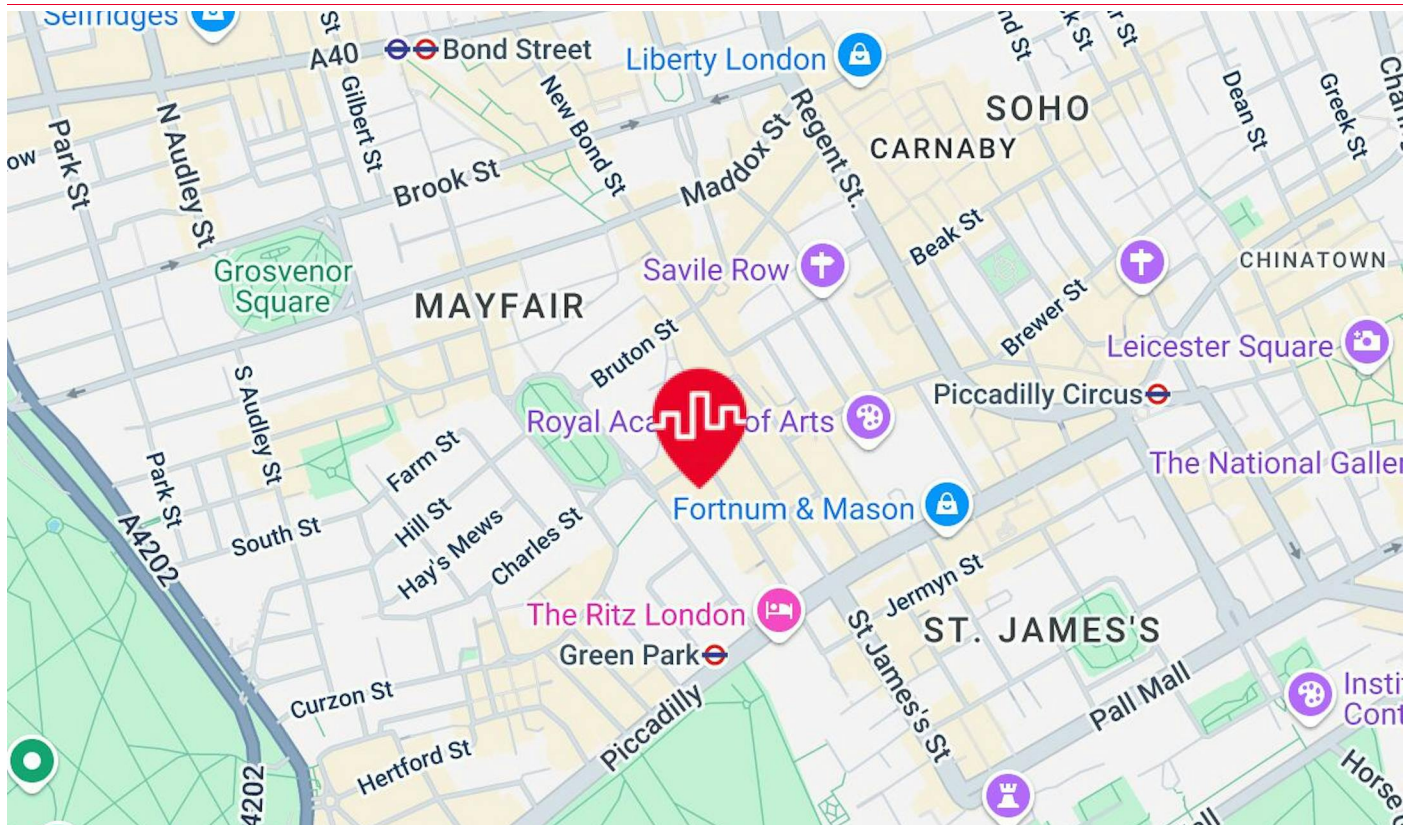 Selfridges
A40
Bond Street
Liberty London
SOHO
CARNABY
Dean St
Greek St
Gilbert St
New Bond St
Regent St.
Park St
N Audley St
Brook St
Maddox St
Beak St
Grosvenor
Square
Savile Row
CHINATOWN
MAYFAIR
Bruton St
Brewer St
Leicester Square
S Audley St
Royal
of Arts
Piccadilly Circus
Farm St
The National
Park St
Hill St
Fortnum & Mason
A4202
South St
Hay's Mews
Charles St
Jermyn St
The Ritz London
ST. JAMES'S
Green Park
St James's St
Curzon St
Piccadilly
Pall Mall
Hertford St
4202